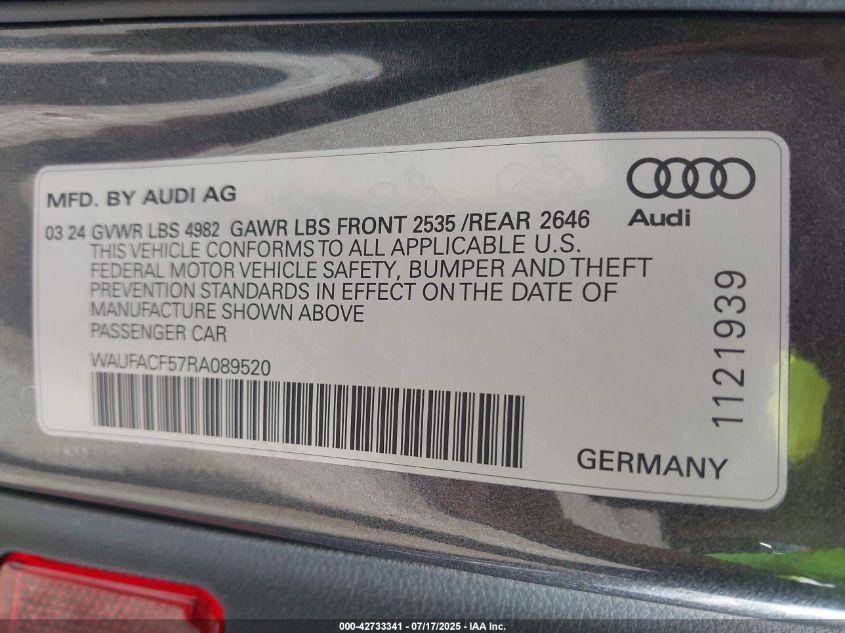 MFD. BY AUDI AG
Audi
03 24 GVWR LBS 4982 GAWR LBS FRONT 2535 /REAR 2646
THIS VEHICLE CONFORMS TO ALL APPLICABLE U.S.
FEDERAL MOTOR VEHICLE SAFETY, BUMPER AND THEFT
PREVENTION STANDARDS IN EFFECT ON THE DATE OF
MANUFACTURE SHOWN ABOVE
PASSENGER CAR
WAUFACF57RA089520
1121939
GERMANY
000-42733341 - 07/17/2025 - IAA Inc.